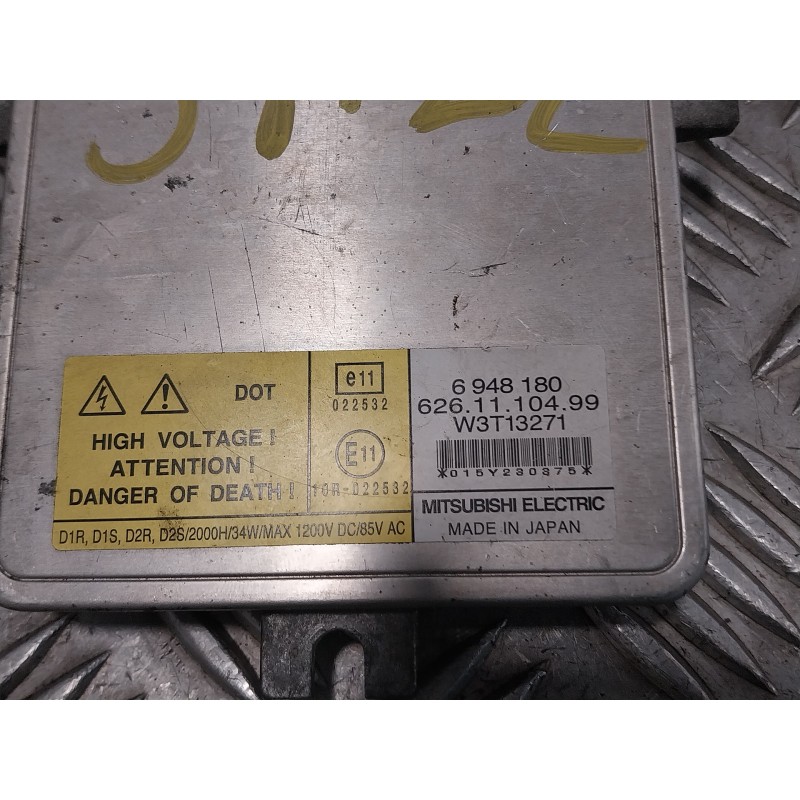 DOT
HIGH VOLTAGE!
ATTENTION!
DANGER OF DEATH!
e11
022532
E11
10R-022532
D1R, D1S, D2R, D2S/2000H/34W/MAX 1200V DC/85V AC
6 948 180
626.11.104.99
W3T13271
*015Y230875*
MITSUBISHI ELECTRIC
MADE IN JAPAN